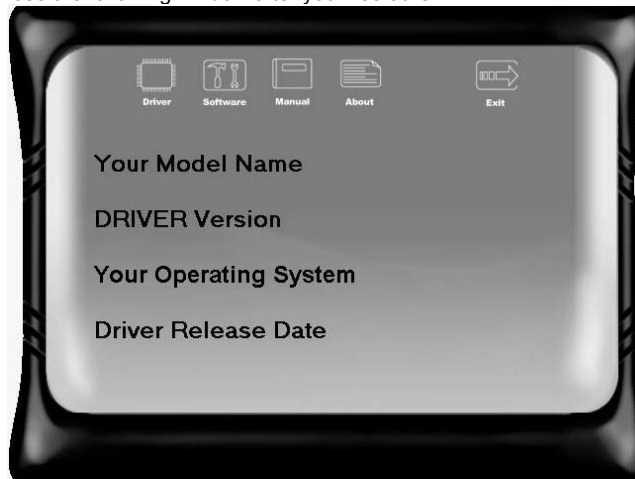 Driver Software Manual About Exit
Your Model Name
DRIVER Version
Your Operating System
Driver Release Date